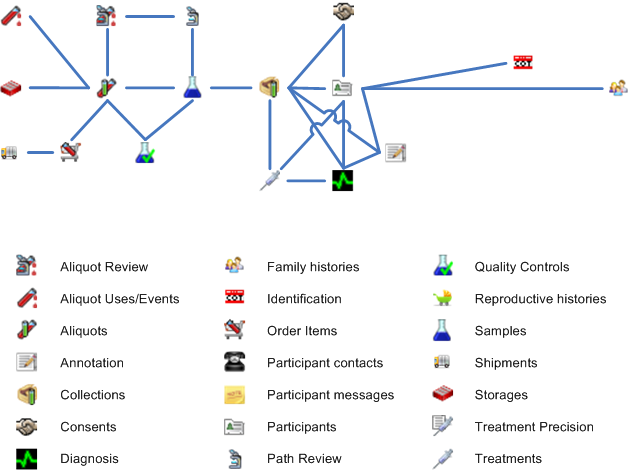 Aliquot Review
Family histories
Quality Controls
Aliquot Uses/Events
Identification
Reproductive histories
Aliquots
Order Items
Samples
Annotation
Participant contacts
Shipments
Collections
Participant messages
Storages
Consents
Participants
Treatment Precision
Diagnosis
Path Review
Treatments